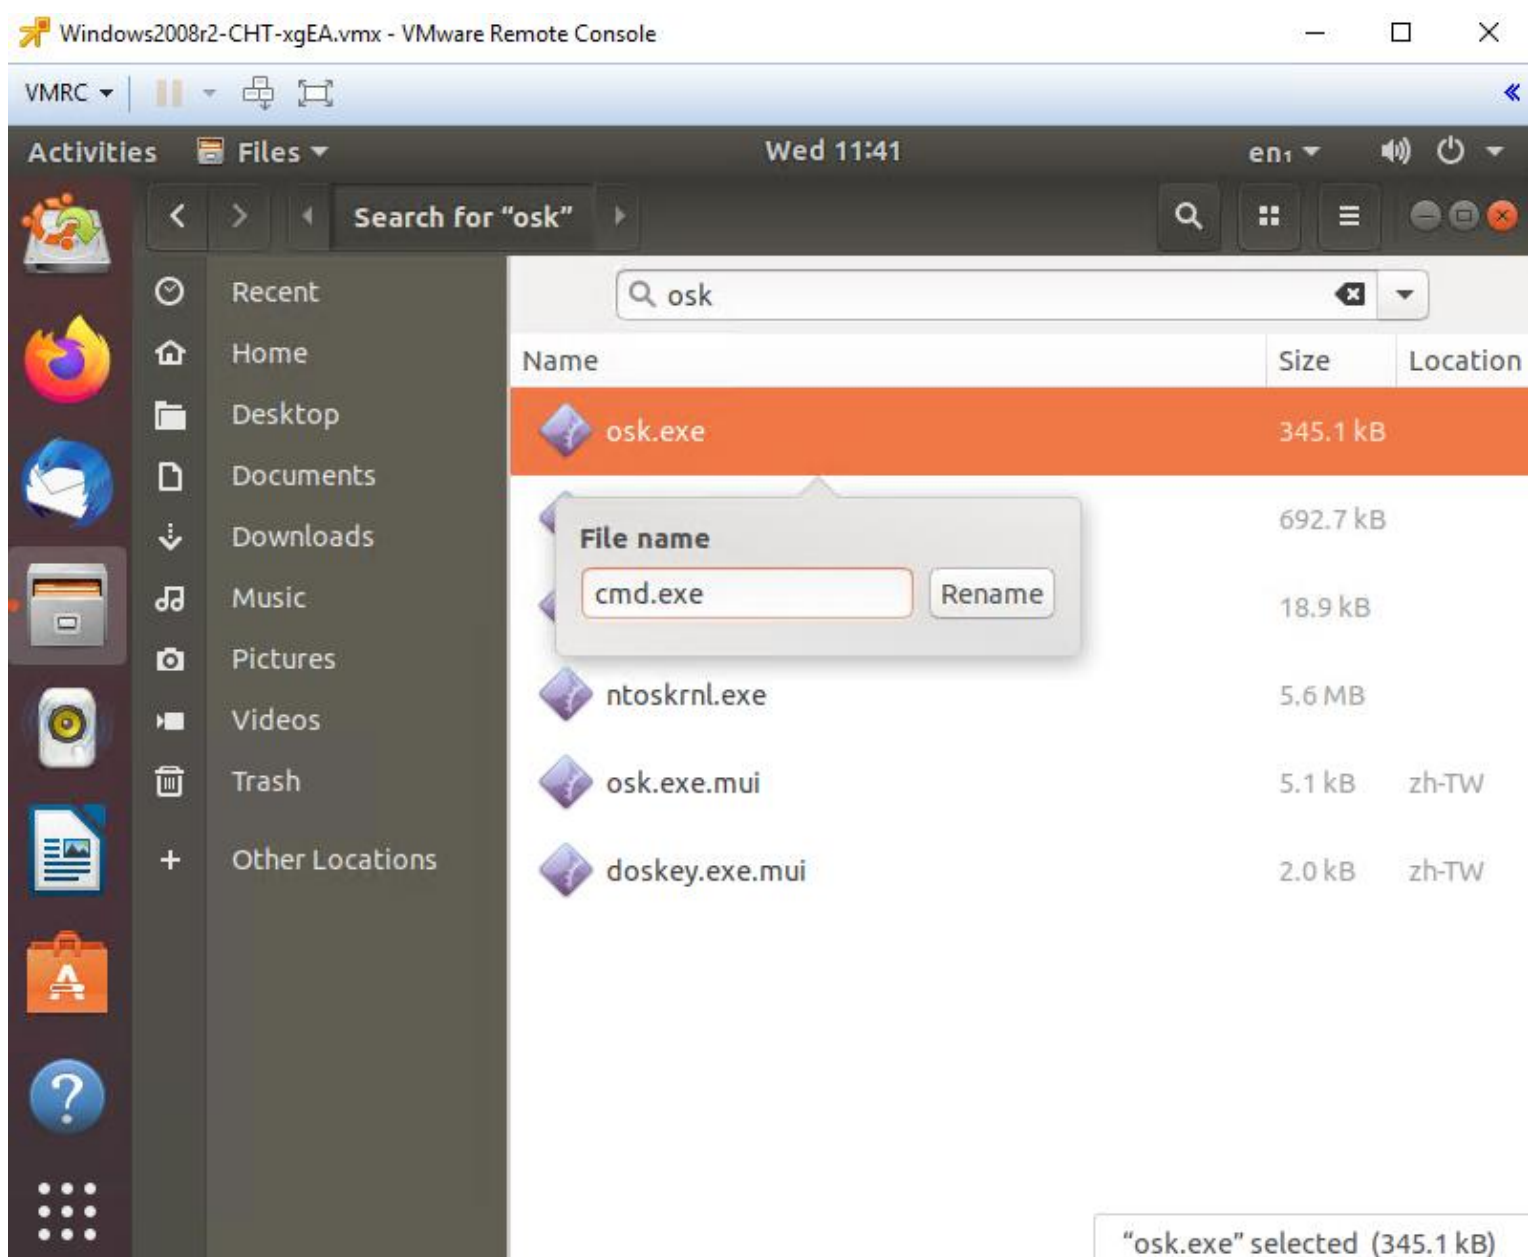 Windows2008r2-CHT-xgEA.vmx - VMware Remote Console
VMRC
Activities Files Wed 11:41 en₁
Search for “osk”
osk
Recent
Home
Desktop
Documents
Downloads
Music
Pictures
Videos
Trash
Other Locations
Name Size Location
osk.exe 345.1 kB
692.7 kB
18.9 kB
File name
cmd.exe Rename
ntoskrnl.exe 5.6 MB
osk.exe.mui 5.1 kB zh-TW
doskey.exe.mui 2.0 kB zh-TW
“osk.exe” selected (345.1 kB)